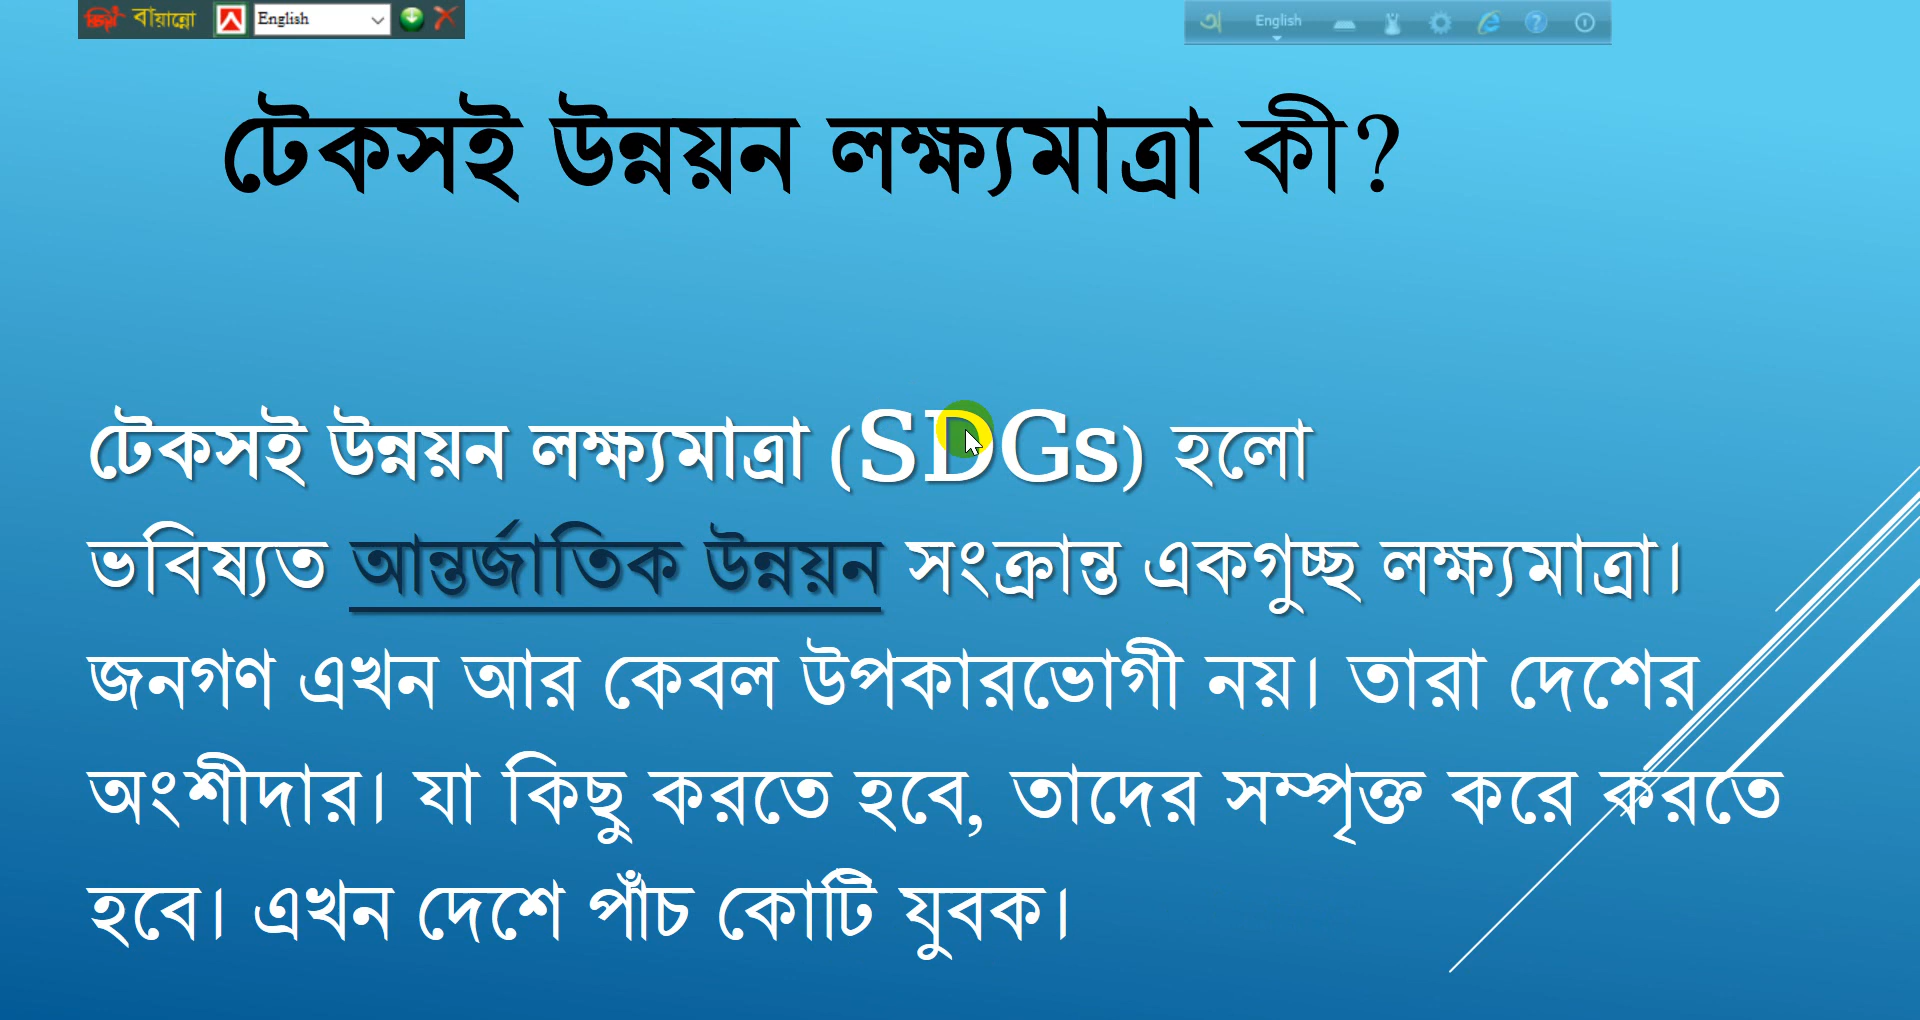 বায়ান্নো English
English
টেকসই উন্নয়ন লক্ষ্যমাত্রা কী?
টেকসই উন্নয়ন লক্ষ্যমাত্রা (SDGs) হলো
ভবিষ্যত আন্তর্জাতিক উন্নয়ন সংক্রান্ত একগুচ্ছ লক্ষ্যমাত্রা।
জনগণ এখন আর কেবল উপকারভোগী নয়। তারা দেশের
অংশীদার। যা কিছু করতে হবে, তাদের সম্পৃক্ত করে করতে
হবে। এখন দেশে পাঁচ কোটি যুবক।